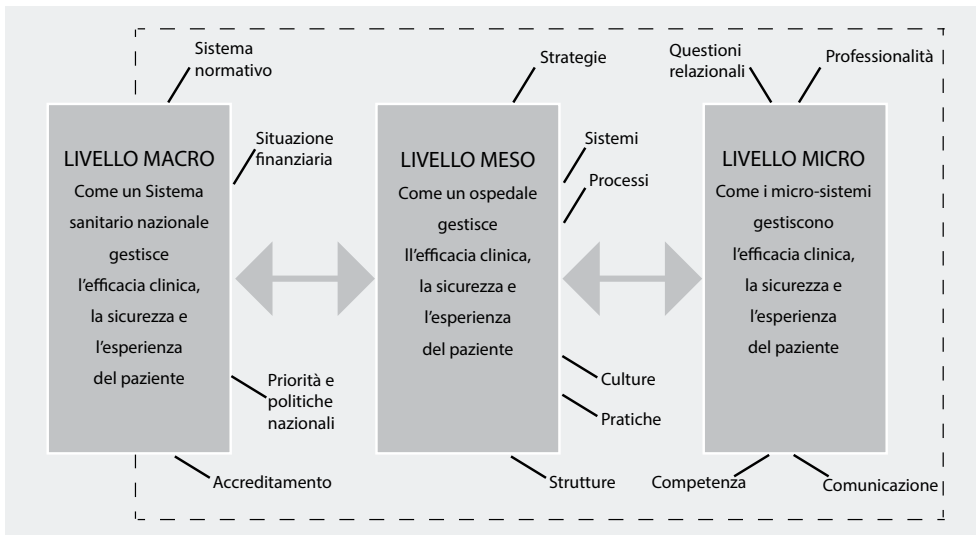 Sistema
normativo
Situazione
finanziaria
LIVELLO MACRO
Come un Sistema
sanitario nazionale
gestisce
l'efficacia clinica,
la sicurezza e
l'esperienza
del paziente
Priorità e
politiche
nazionali
Accreditamento
Strategie
Sistemi
Processi
LIVELLO MESO
Come un ospedale
gestisce
ll'efficacia clinica,
la sicurezza e
l'esperienza
del paziente
Culture
Pratiche
Strutture
Questioni
relazionali
Professionalità
LIVELLO MICRO
Come i micro-sistemi
gestiscono
l'efficacia clinica,
la sicurezza e
l'esperienza
del paziente
Competenza
Comunicazione